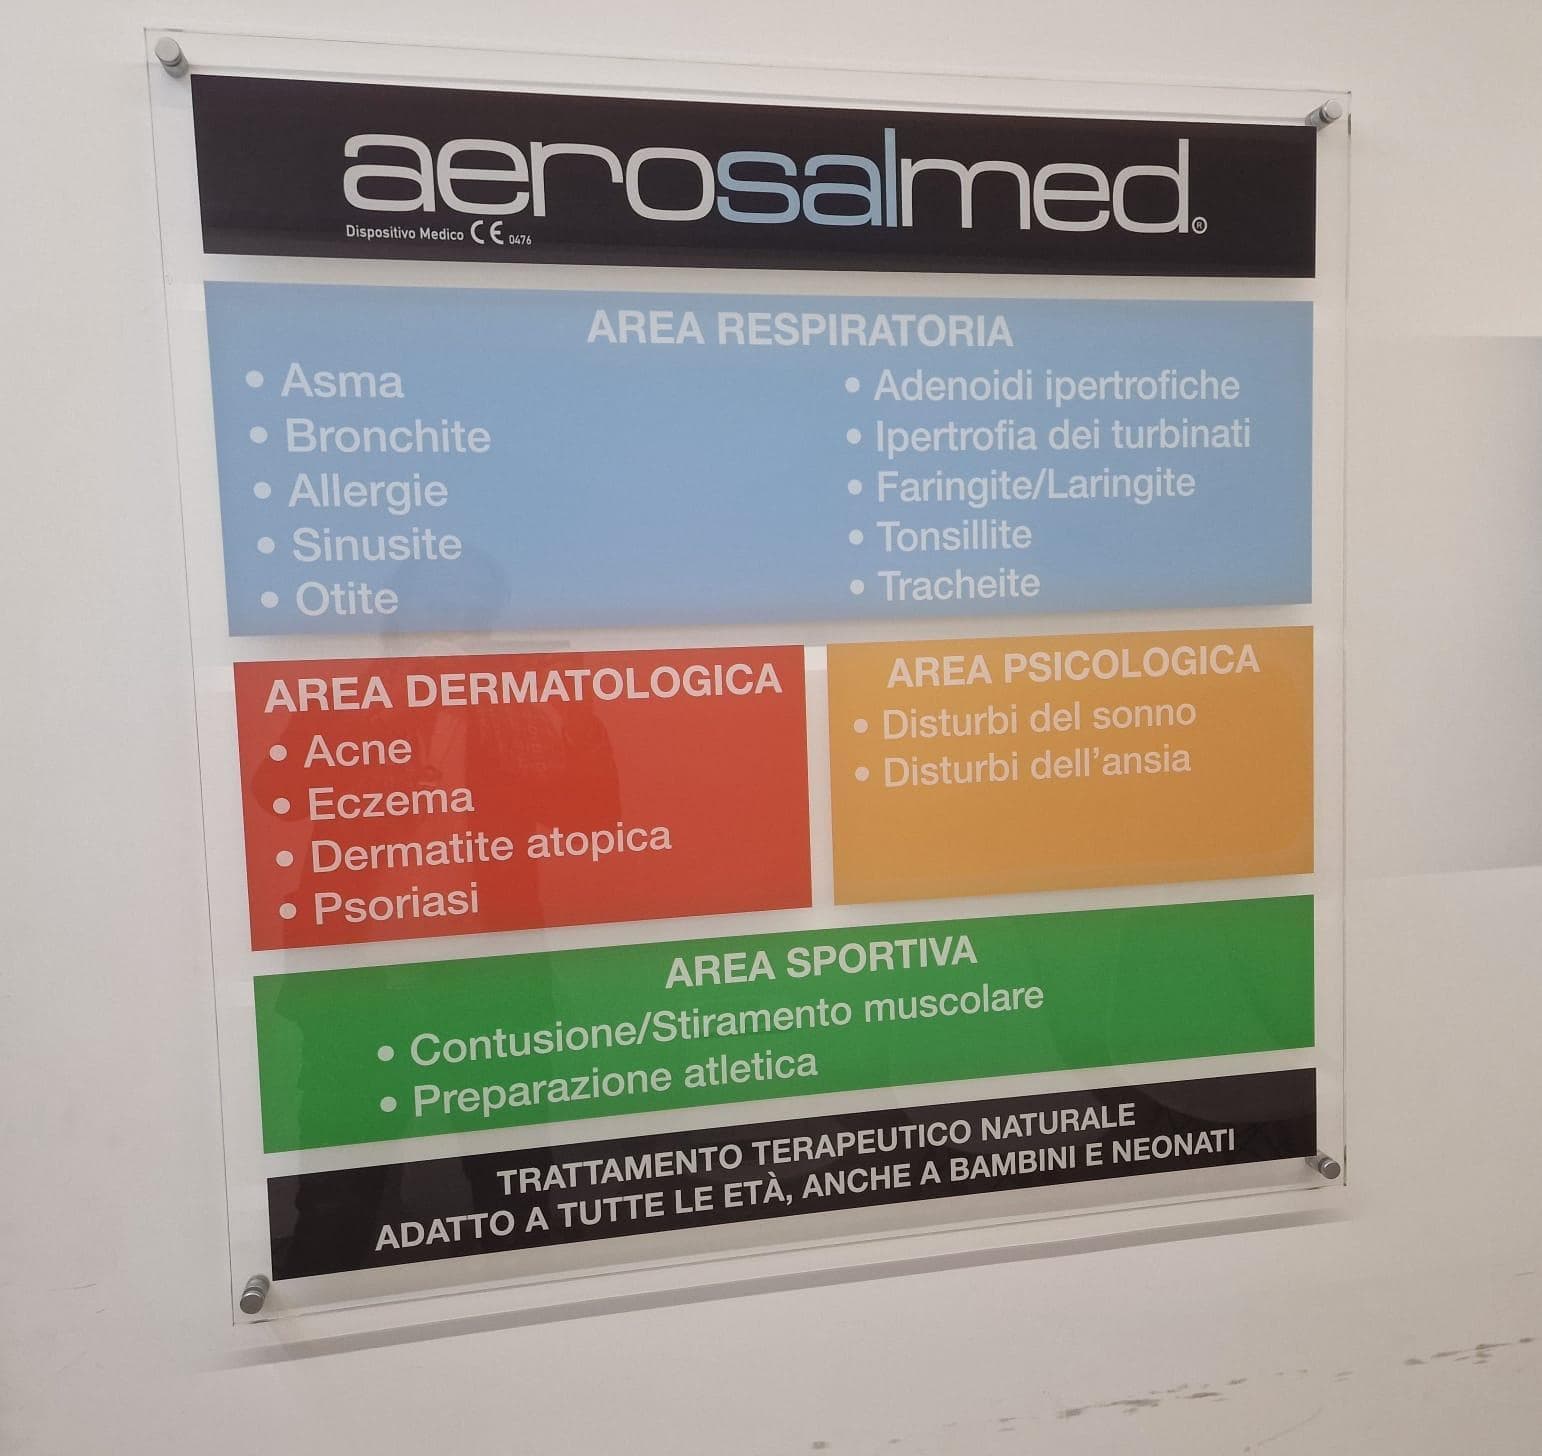 aerosalmed®
Dispositivo Medico CE 0476
AREA RESPIRATORIA
• Asma
• Bronchite
• Allergie
• Sinusite
• Otite
• Adenoidi ipertrofiche
• Ipertrofia dei turbinati
• Faringite/Laringite
• Tonsillite
• Tracheite
AREA DERMATOLOGICA
• Acne
• Eczema
• Dermatite atopica
• Psoriasi
AREA PSICOLOGICA
• Disturbi del sonno
• Disturbi dell'ansia
AREA SPORTIVA
• Contusione/Stiramento muscolare
• Preparazione atletica
TRATTAMENTO TERAPEUTICO NATURALE
ADATTO A TUTTE LE ETÀ, ANCHE A BAMBINI E NEONATI